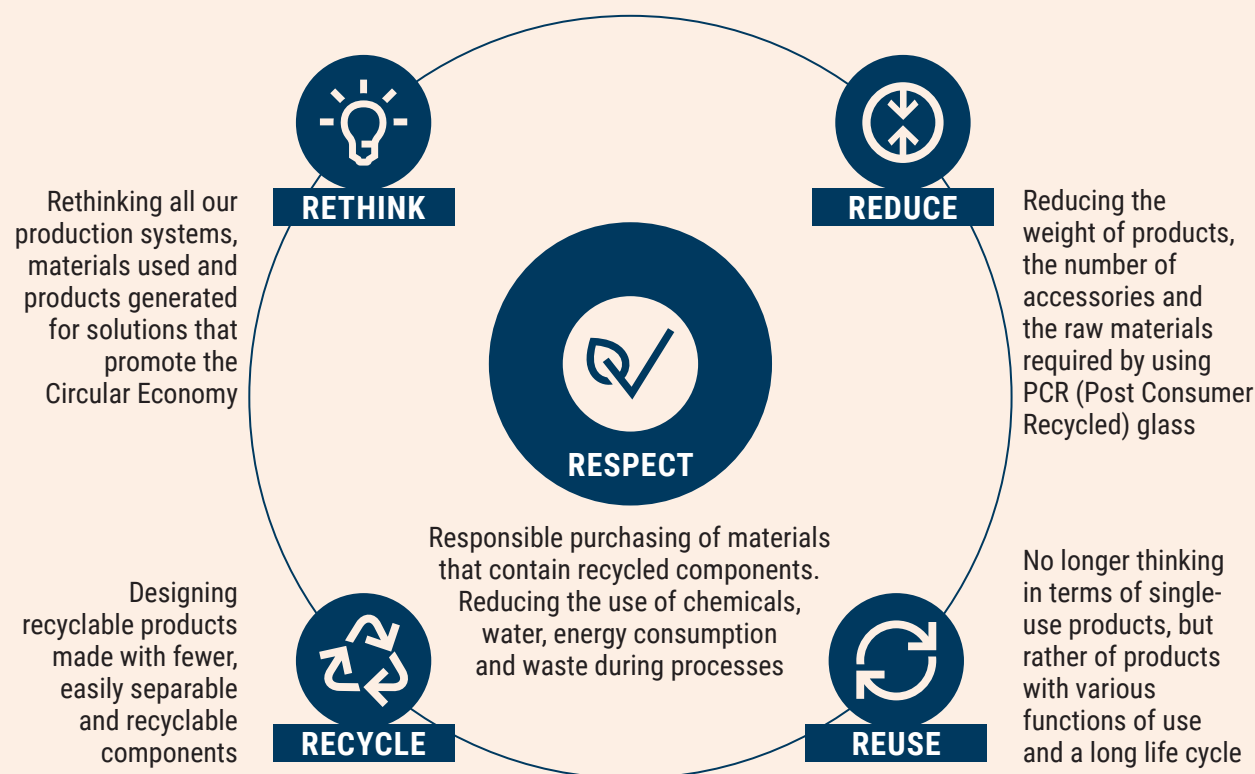 RETHINK
Rethinking all our
production systems,
materials used and
products generated
for solutions that
promote the
Circular Economy
REDUCE
Reducing the
weight of products,
the number of
accessories and
the raw materials
required by using
PCR (Post Consumer
Recycled) glass
RESPECT
Responsible purchasing of materials
that contain recycled components.
Reducing the use of chemicals,
water, energy consumption
and waste during processes
RECYCLE
Designing
recyclable products
made with fewer,
easily separable
and recyclable
components
REUSE
No longer thinking
in terms of single-
use products, but
rather of products
with various
functions of use
and a long life cycle